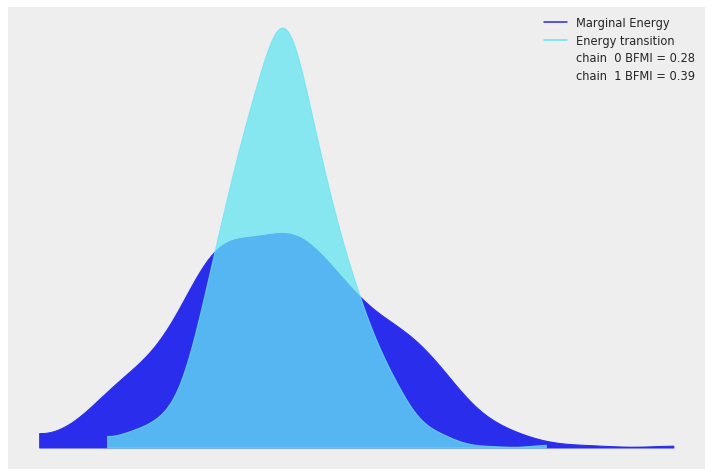 Marginal Energy
Energy transition
chain  0 BFMI = 0.28
chain  1 BFMI = 0.39